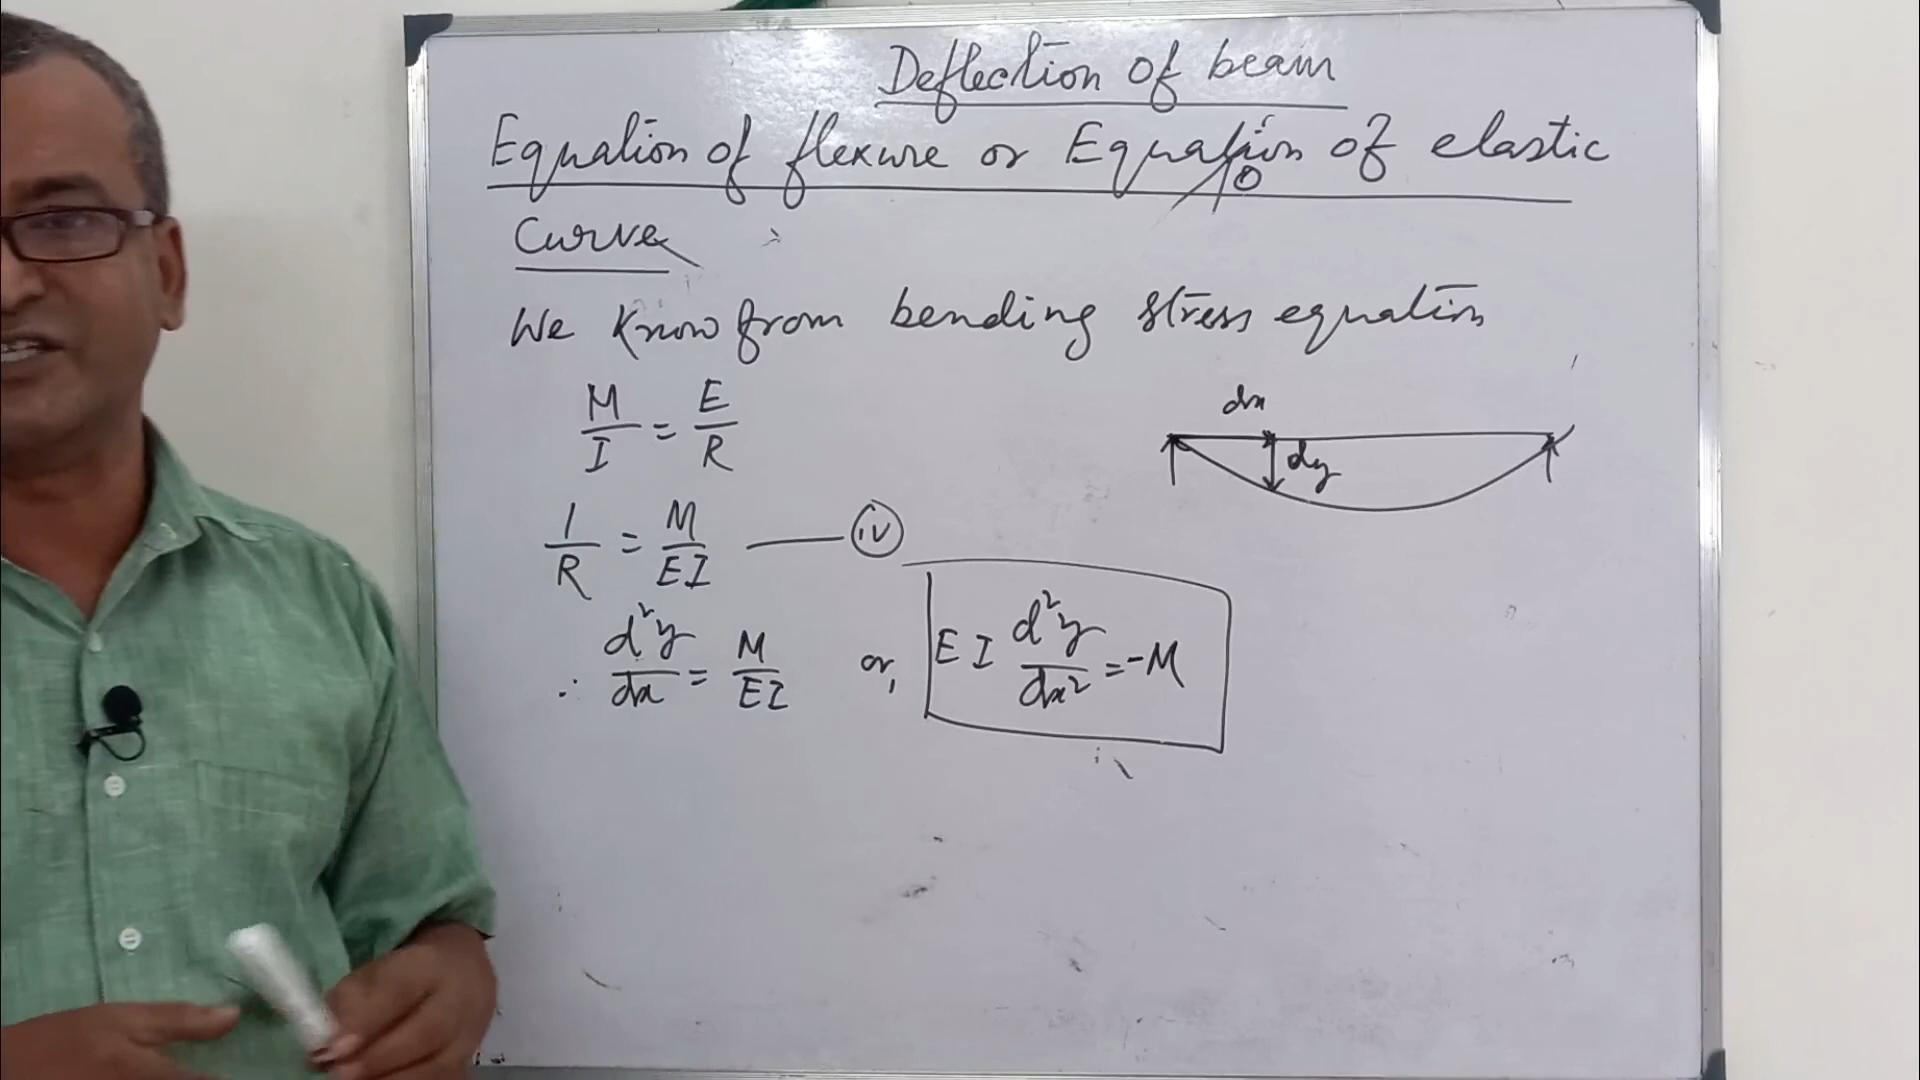 Deflection of beam
Equation of flexure or Equation of elastic
Curve
We know from bending stress equation
M/I = E/R
dx
dy
1/R = M/EI —— (iv)
∴ d²y/dx = M/EI or, EI d²y/dx² = -M